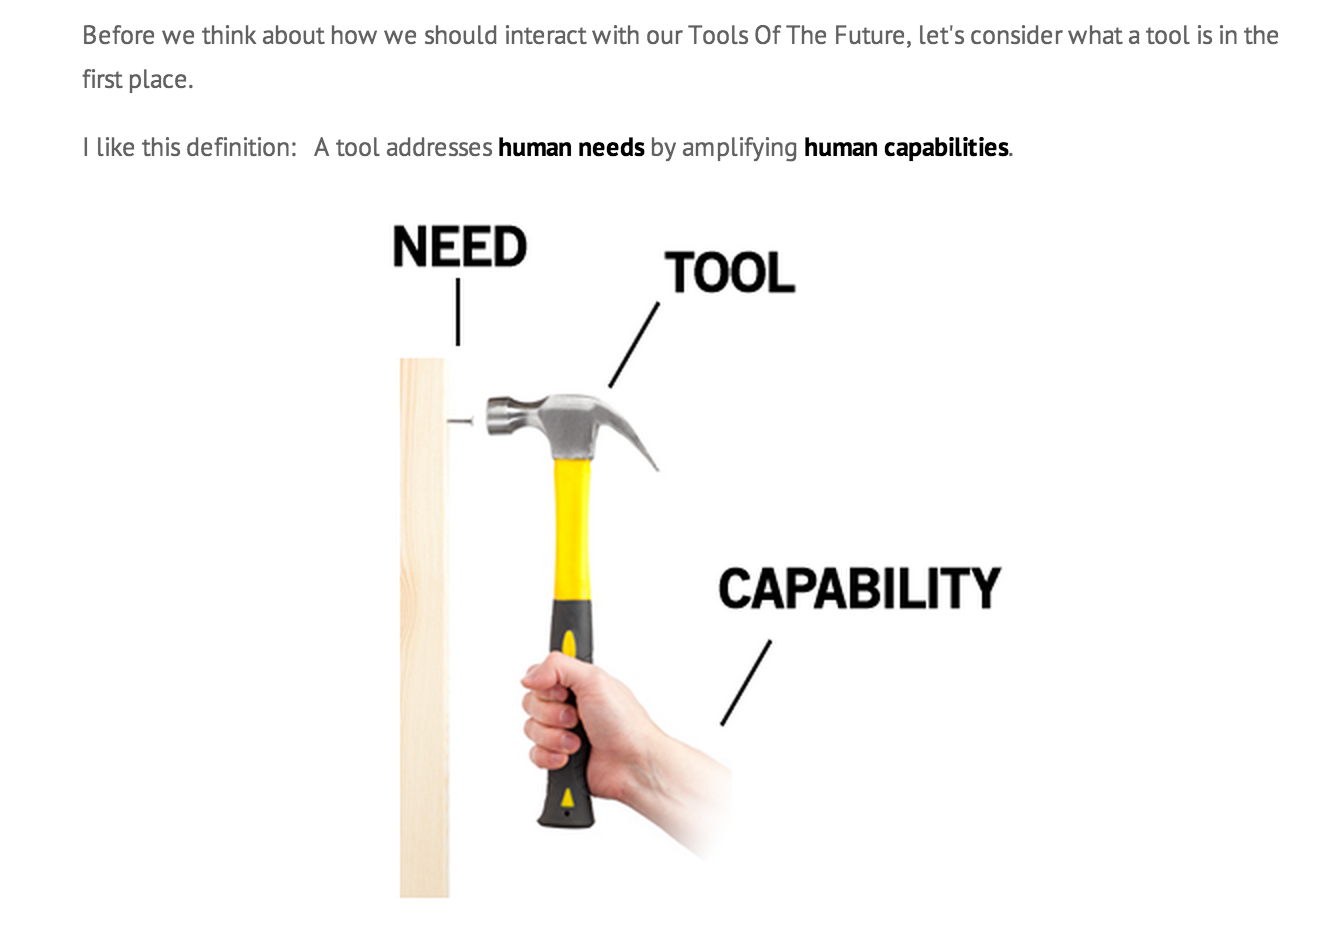 Before we think about how we should interact with our Tools Of The Future, let's consider what a tool is in the
first place.
I like this definition: A tool addresses human needs by amplifying human capabilities.
NEED
TOOL
CAPABILITY